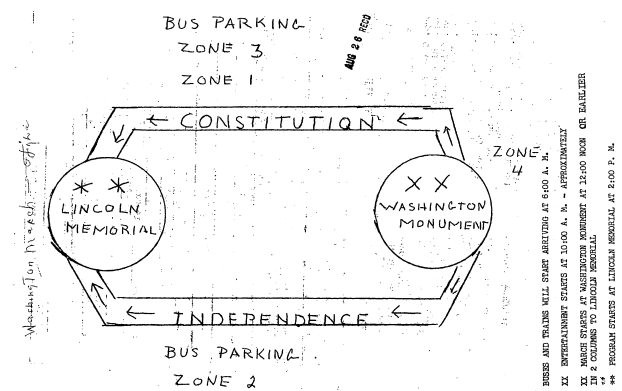 BUS PARKING
ZONE 3
ZONE 1
AUG 26 RECD
← CONSTITUTION ←
ZONE
4
* *
LINCOLN
MEMORIAL
X X
WASHINGTON
MONUMENT
← INDEPENDENCE ←
BUS PARKING
ZONE 2
Washington March
BUSES AND TRAINS WILL START ARRIVING AT 6:00 A. M.
XX ENTERTAINMENT STARTS AT 10:00 A. M. - APPROXIMATELY
XX MARCH STARTS AT WASHINGTON MONUMENT AT 12:00 NOON OR EARLIER
IN 2 COLUMNS TO LINCOLN MEMORIAL
** PROGRAM STARTS AT LINCOLN MEMORIAL AT 2:00 P. M.